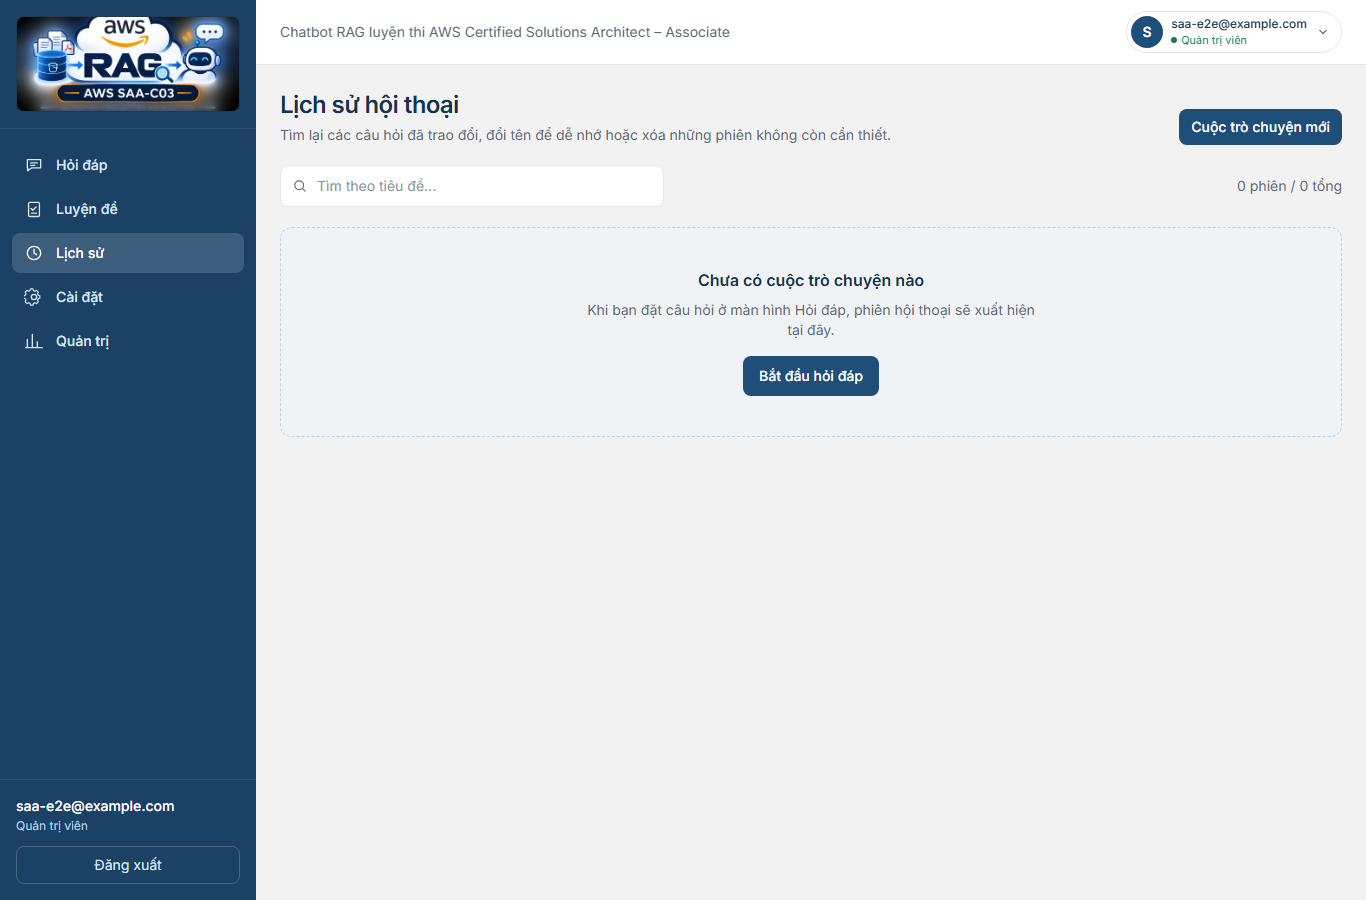 aws
RAG
AWS SAA-C03
Hỏi đáp
Luyện đề
Lịch sử
Cài đặt
Quản trị
saa-e2e@example.com
Quản trị viên
Đăng xuất
Chatbot RAG luyện thi AWS Certified Solutions Architect – Associate
S
saa-e2e@example.com
Quản trị viên
Lịch sử hội thoại
Tìm lại các câu hỏi đã trao đổi, đổi tên để dễ nhớ hoặc xóa những phiên không còn cần thiết.
Cuộc trò chuyện mới
Tìm theo tiêu đề...
0 phiên / 0 tổng
Chưa có cuộc trò chuyện nào
Khi bạn đặt câu hỏi ở màn hình Hỏi đáp, phiên hội thoại sẽ xuất hiện
tại đây.
Bắt đầu hỏi đáp